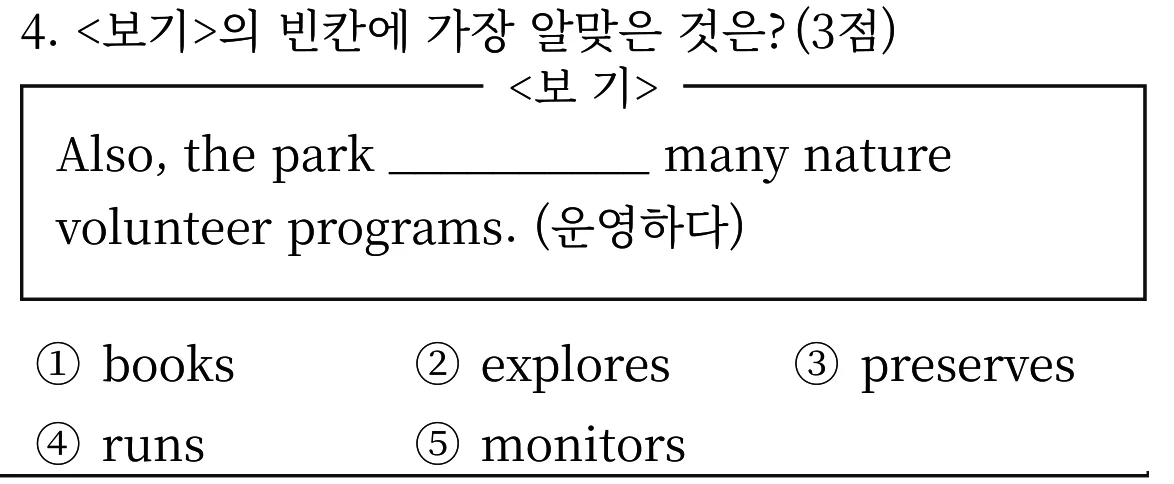 4. <보기>의 빈칸에 가장 알맞은 것은?(3점)
<보 기>
Also, the park __________ many nature
volunteer programs. (운영하다)
① books ② explores ③ preserves
④ runs ⑤ monitors